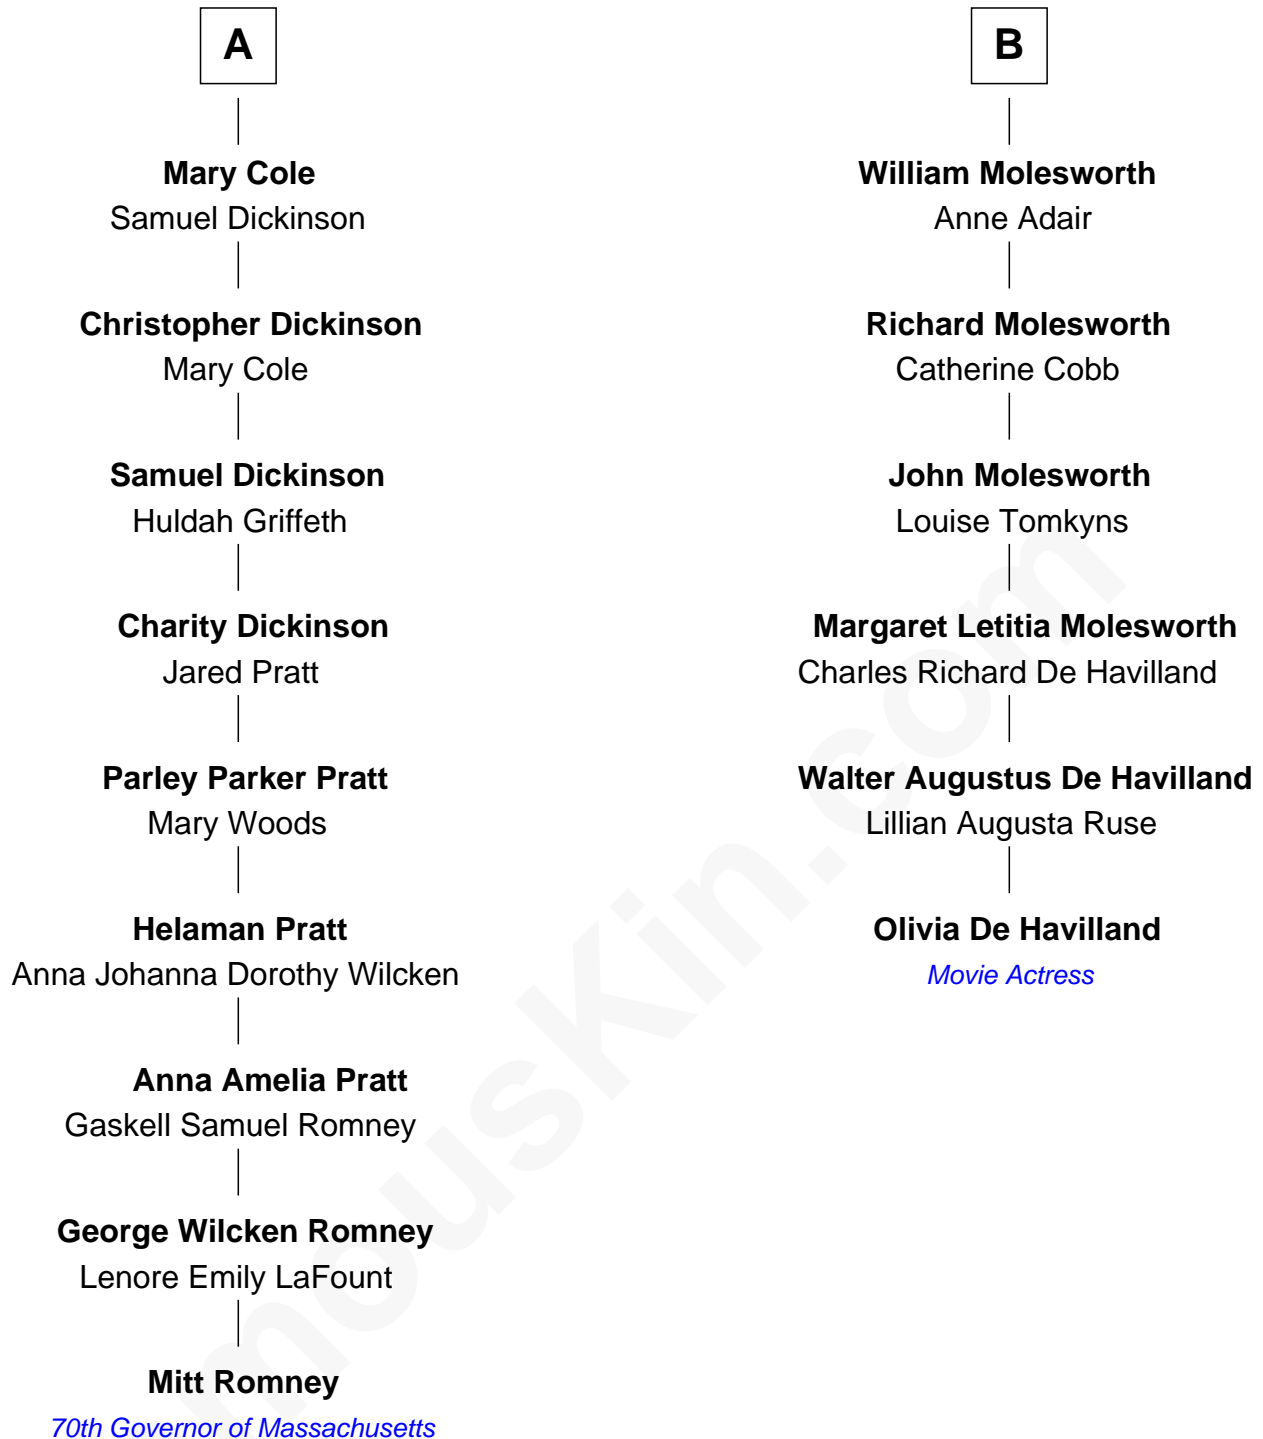 A
Mary Cole
Samuel Dickinson
Christopher Dickinson
Mary Cole
Samuel Dickinson
Huldah Griffeth
Charity Dickinson
Jared Pratt
Parley Parker Pratt
Mary Woods
Helaman Pratt
Anna Johanna Dorothy Wilcken
Anna Amelia Pratt
Gaskell Samuel Romney
George Wilcken Romney
Lenore Emily LaFount
Mitt Romney
70th Governor of Massachusetts
B
William Molesworth
Anne Adair
Richard Molesworth
Catherine Cobb
John Molesworth
Louise Tomkyns
Margaret Letitia Molesworth
Charles Richard De Havilland
Walter Augustus De Havilland
Lillian Augusta Ruse
Olivia De Havilland
Movie Actress
mousKin.com